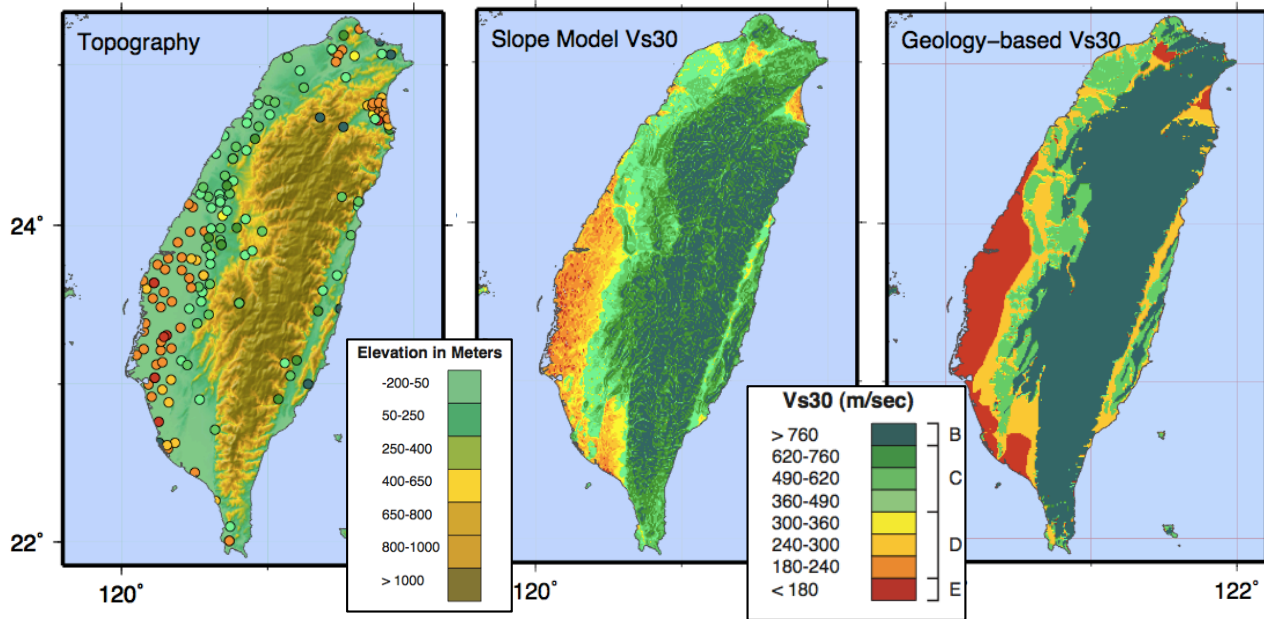 Topography
Slope Model Vs30
Geology-based Vs30
24°
22°
120°
120°
122°
122°
Elevation in Meters
-200-50
50-250
250-400
400-650
650-800
800-1000
> 1000
Vs30 (m/sec)
> 760
620-760
490-620
360-490
300-360
240-300
180-240
< 180
B
C
D
E